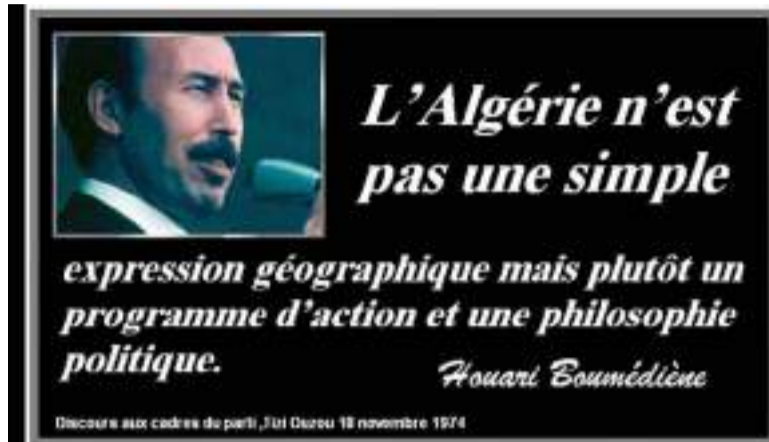 L'Algérie n'est
pas une simple
expression géographique mais plutôt un
programme d'action et une philosophie
politique.
Houari Boumédiène
Discours aux cadres du parti ,Tizi Ouzou 18 novembre 1974